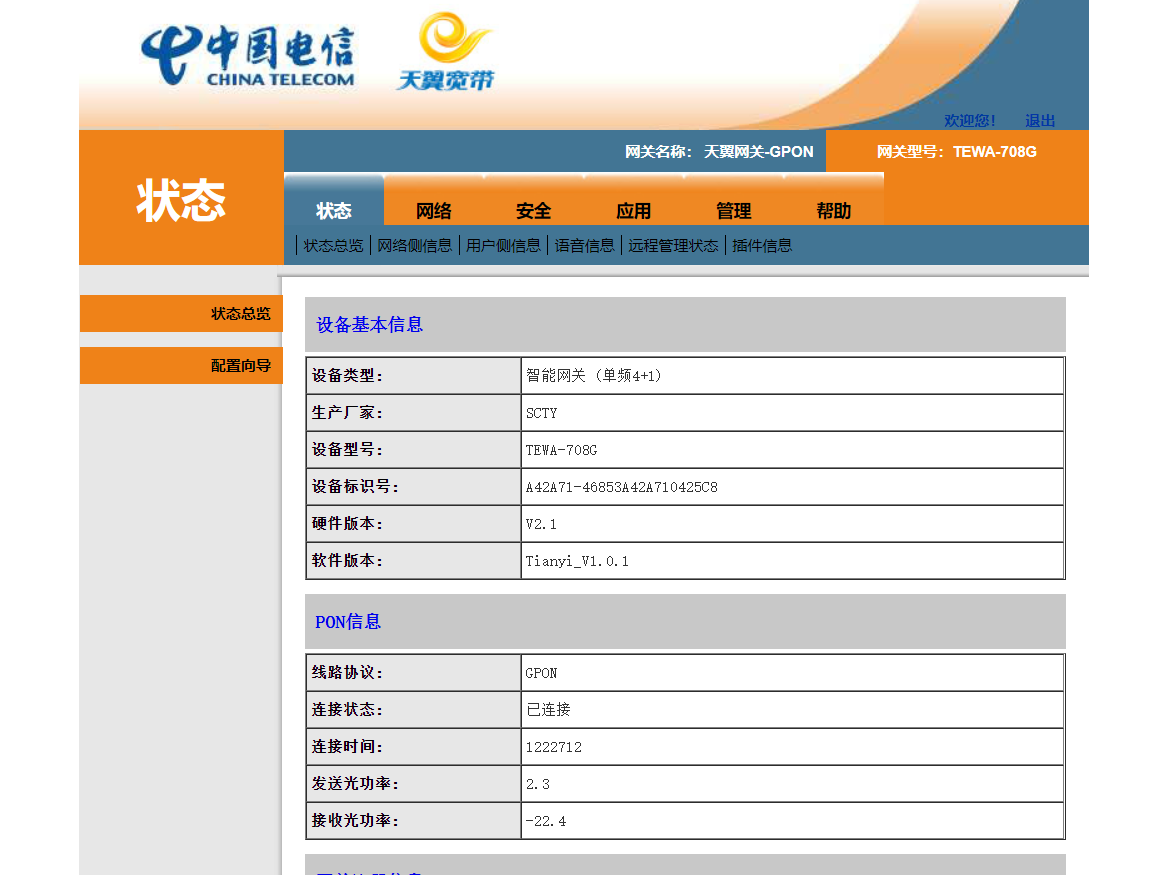 中国电信
CHINA TELECOM
天翼宽带
欢迎您! 退出
状态
网关名称： 天翼网关-GPON 网关型号：TEWA-708G
状态 网络 安全 应用 管理 帮助
状态总览 网络侧信息 用户侧信息 语音信息 远程管理状态 插件信息
状态总览
配置向导
设备基本信息
设备类型： 智能网关（单频4+1）
生产厂家： SCTY
设备型号： TEWA-708G
设备标识号： A42A71-46853A42A710425C8
硬件版本： V2.1
软件版本： Tianyi_V1.0.1
PON信息
线路协议： GPON
连接状态： 已连接
连接时间： 1222712
发送光功率： 2.3
接收光功率： -22.4